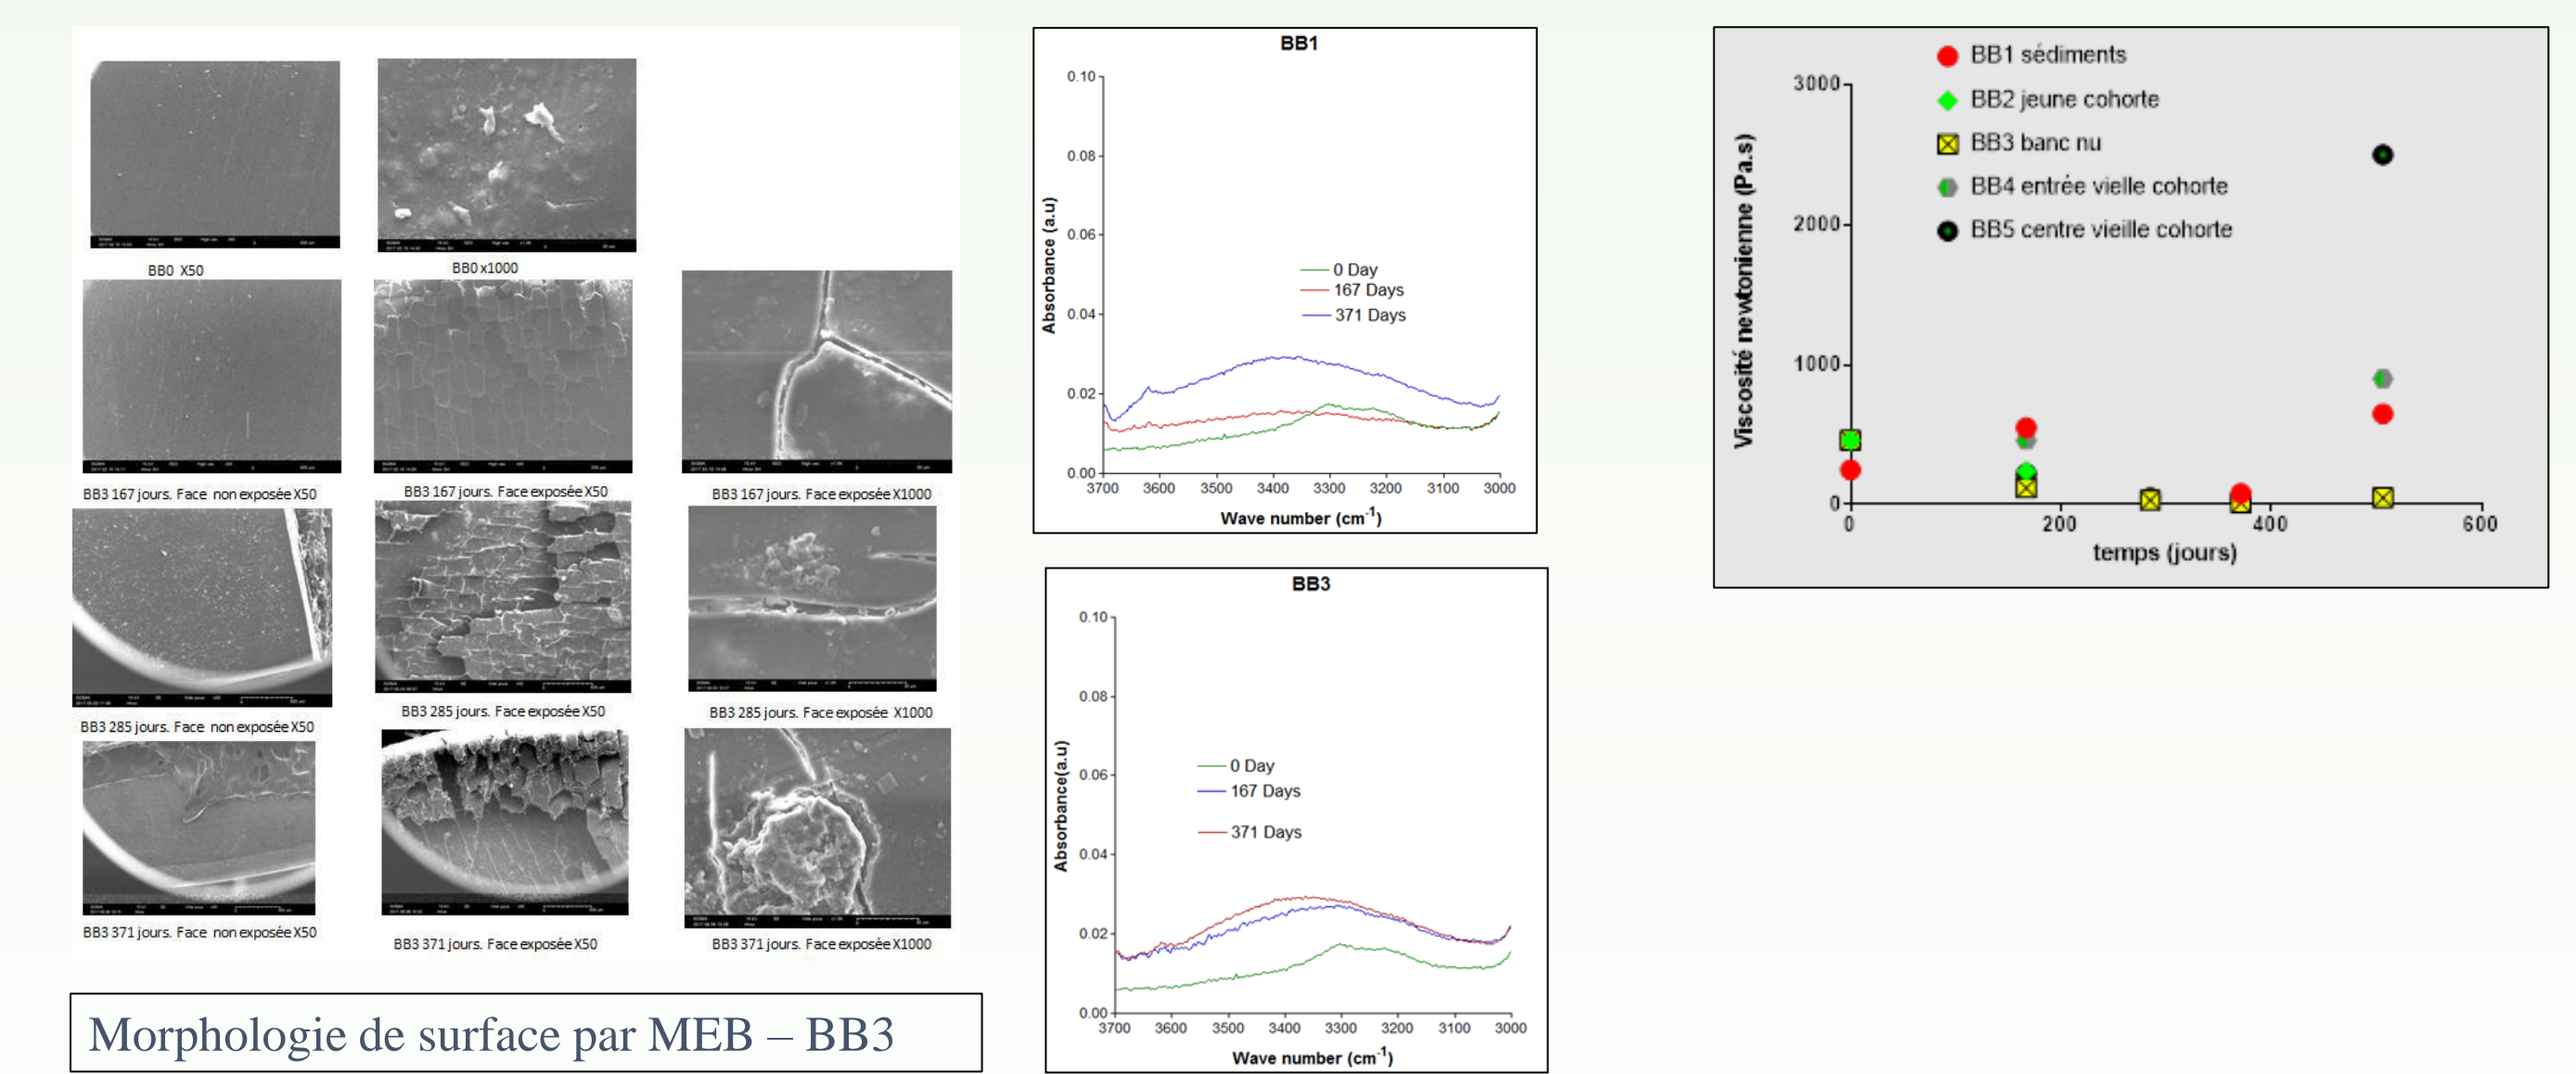 BB0 X50
BB0 x1000
BB3 167 jours. Face non exposée X50
BB3 167 jours. Face exposée X50
BB3 167 jours. Face exposée X1000
BB3 285 jours. Face non exposée X50
BB3 285 jours. Face exposée X50
BB3 285 jours. Face exposée X1000
BB3 371 jours. Face non exposée X50
BB3 371 jours. Face exposée X50
BB3 371 jours. Face exposée X1000
Morphologie de surface par MEB – BB3
BB1
Absorbance (a.u)
0.10
0.08
0.06
0.04
0.02
0.00
0 Day
167 Days
371 Days
3700 3600 3500 3400 3300 3200 3100 3000
Wave number (cm-1)
BB3
Absorbance(a.u)
0.10
0.08
0.06
0.04
0.02
0.00
0 Day
167 Days
371 Days
3700 3600 3500 3400 3300 3200 3100 3000
Wave number (cm-1)
BB1 sédiments
BB2 jeune cohorte
BB3 banc nu
BB4 entrée vielle cohorte
BB5 centre vieille cohorte
Viscosité newtonienne (Pa.s)
3000
2000
1000
0
0 200 400 600
temps (jours)